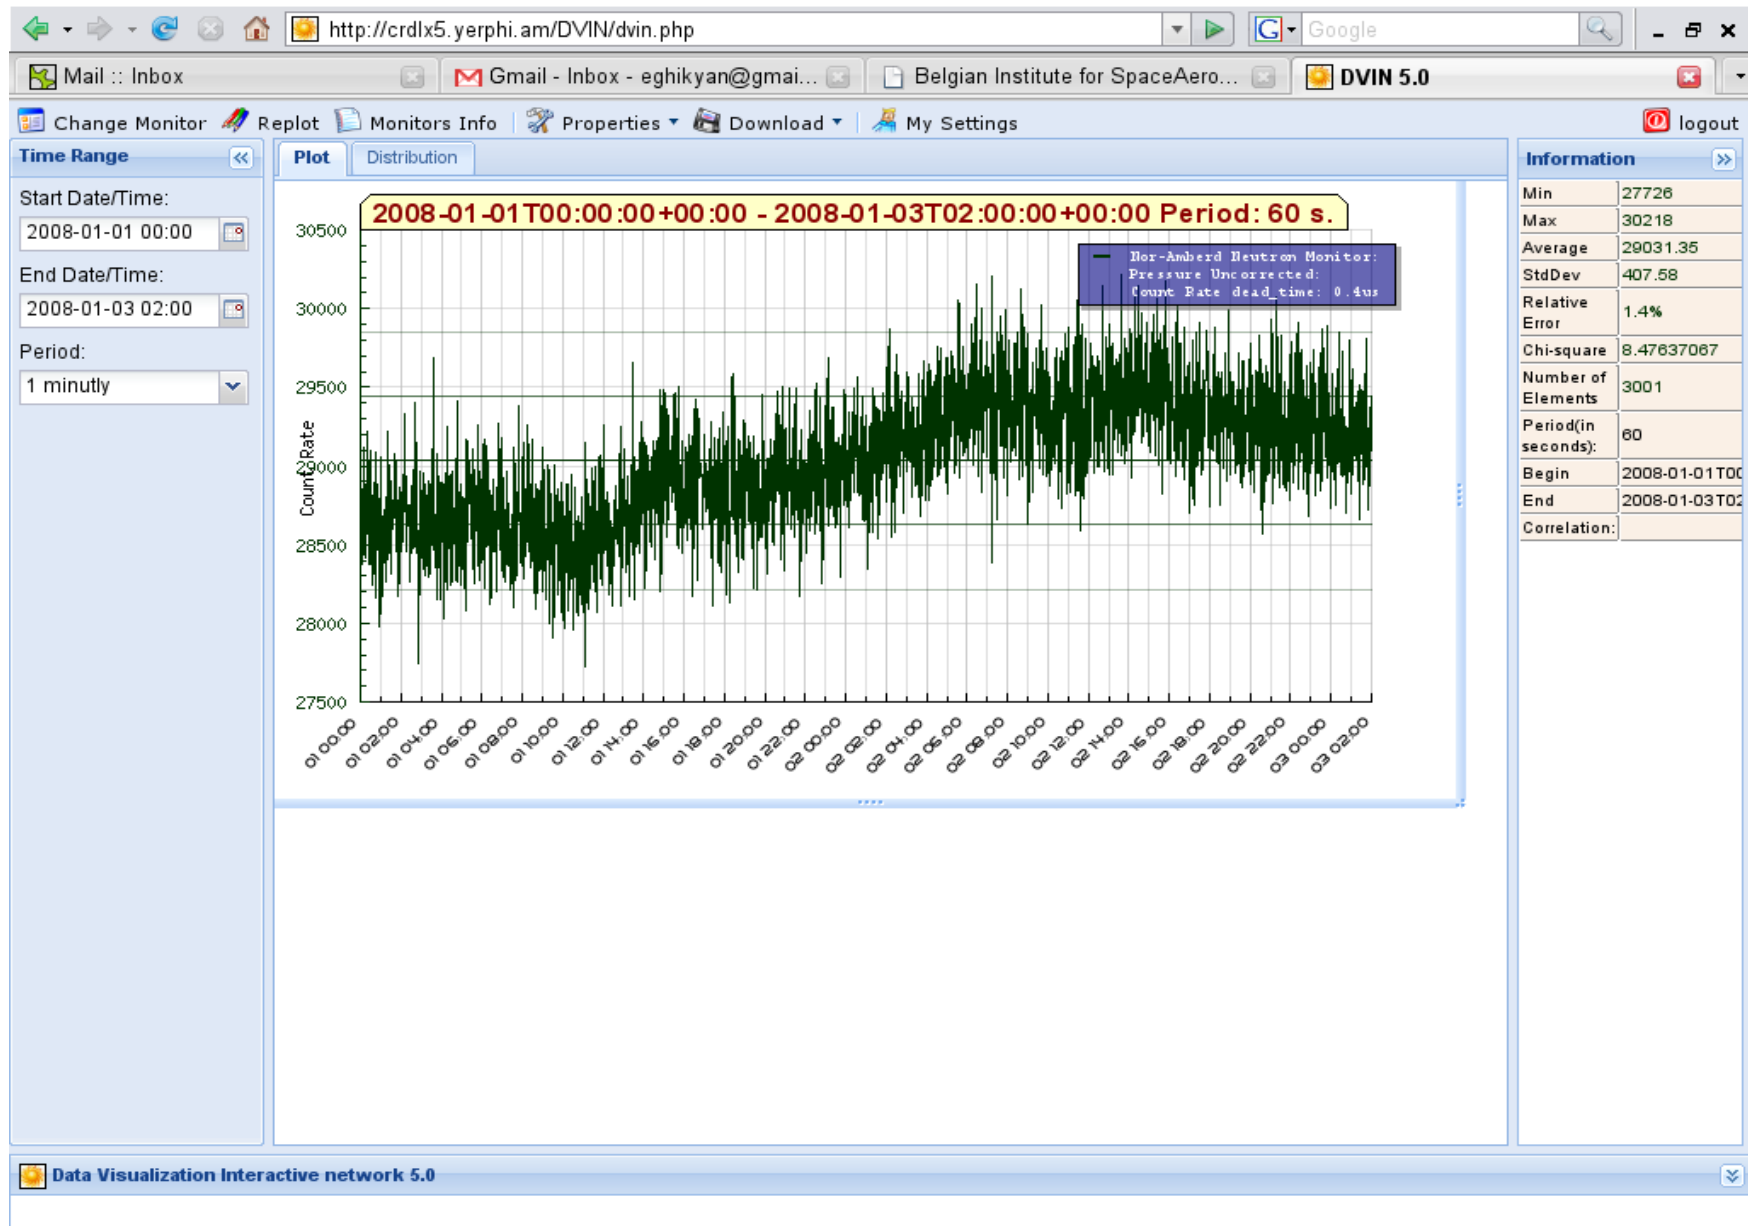 http://crdlx5.yerphi.am/DVIN/dvin.php
Google
Mail :: Inbox
Gmail - Inbox - eghikyan@gmai...
Belgian Institute for SpaceAero...
DVIN 5.0
Change Monitor
Replot
Monitors Info
Properties
Download
My Settings
logout
Time Range
Start Date/Time:
2008-01-01 00:00
End Date/Time:
2008-01-03 02:00
Period:
1 minutly
Plot
Distribution
2008-01-01T00:00:00+00:00 - 2008-01-03T02:00:00+00:00 Period: 60 s.
Nor-Amberd Neutron Monitor:
Pressure Uncorrected:
Count Rate dead_time: 0.4us
Count Rate
30500
30000
29500
29000
28500
28000
27500
01 00:00
01 02:00
01 04:00
01 06:00
01 08:00
01 10:00
01 12:00
01 14:00
01 16:00
01 18:00
01 20:00
01 22:00
02 00:00
02 02:00
02 04:00
02 06:00
02 08:00
02 10:00
02 12:00
02 14:00
02 16:00
02 18:00
02 20:00
02 22:00
03 00:00
03 02:00
Information
Min 27726
Max 30218
Average 29031.35
StdDev 407.58
Relative
Error 1.4%
Chi-square 8.47637067
Number of
Elements 3001
Period(in
seconds): 60
Begin 2008-01-01T00
End 2008-01-03T02
Correlation:
Data Visualization Interactive network 5.0